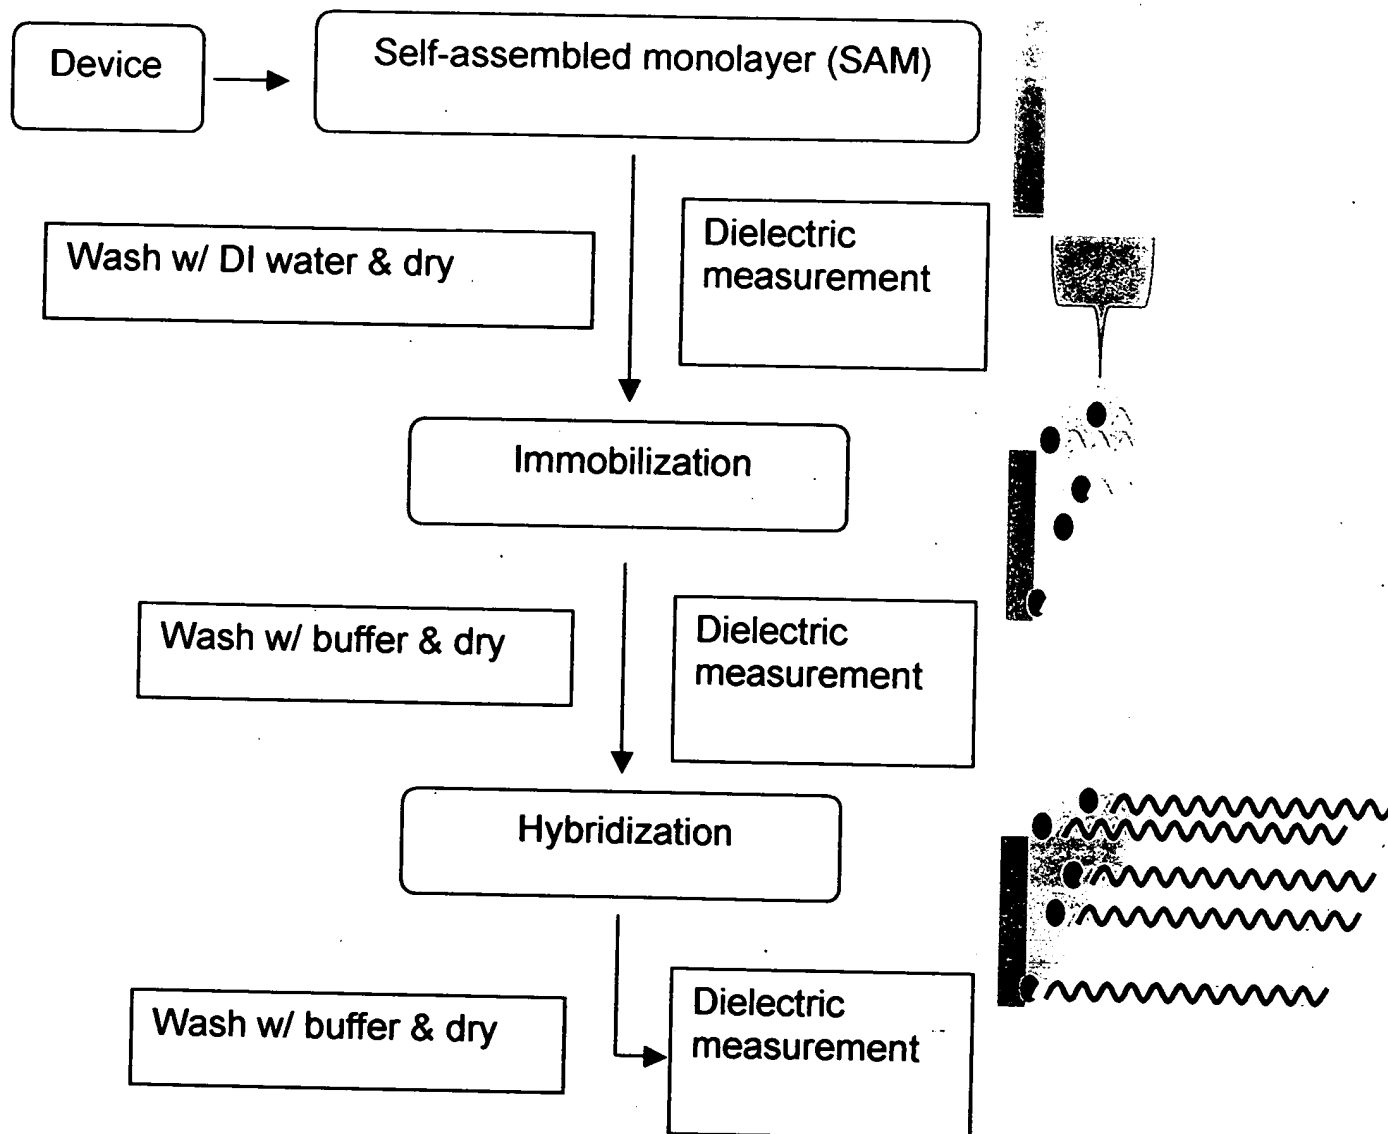 Device
Self-assembled monolayer (SAM)
Wash w/ DI water & dry
Dielectric
measurement
Immobilization
Wash w/ buffer & dry
Dielectric
measurement
Hybridization
Wash w/ buffer & dry
Dielectric
measurement